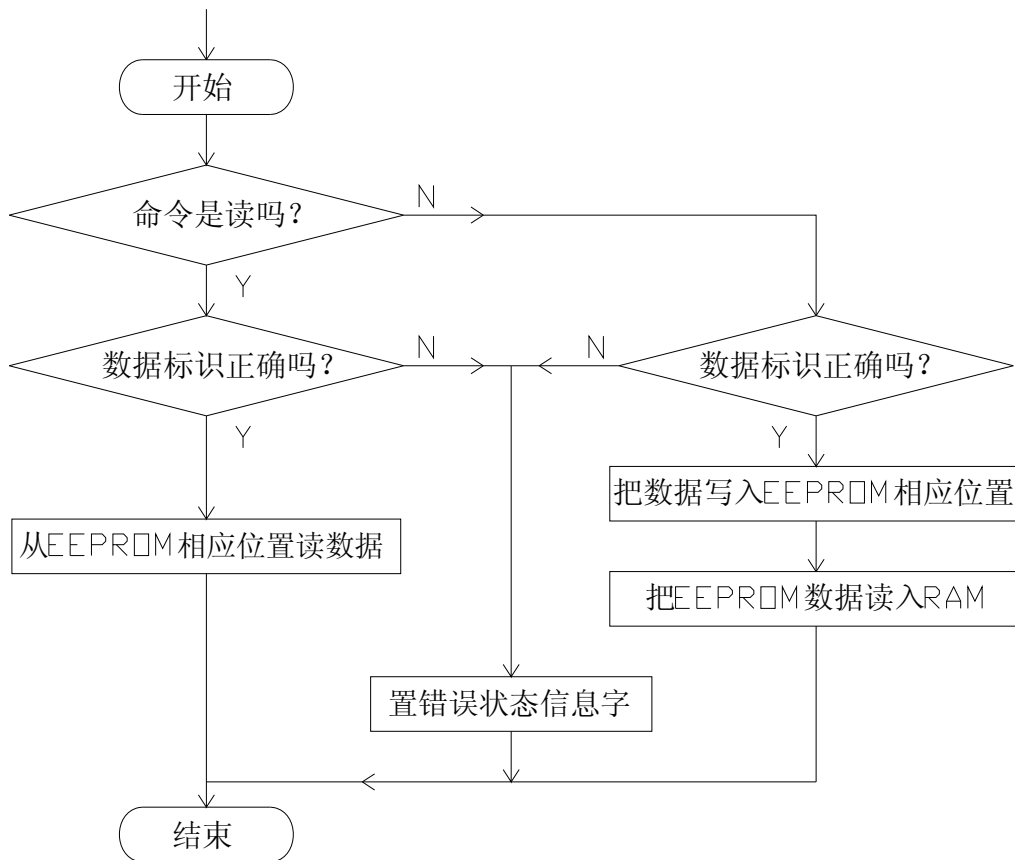 开始
命令是读吗？
N
Y
数据标识正确吗？
N
N
数据标识正确吗？
Y
Y
把数据写入EEPROM相应位置
从EEPROM相应位置读数据
把EEPROM数据读入RAM
置错误状态信息字
结束